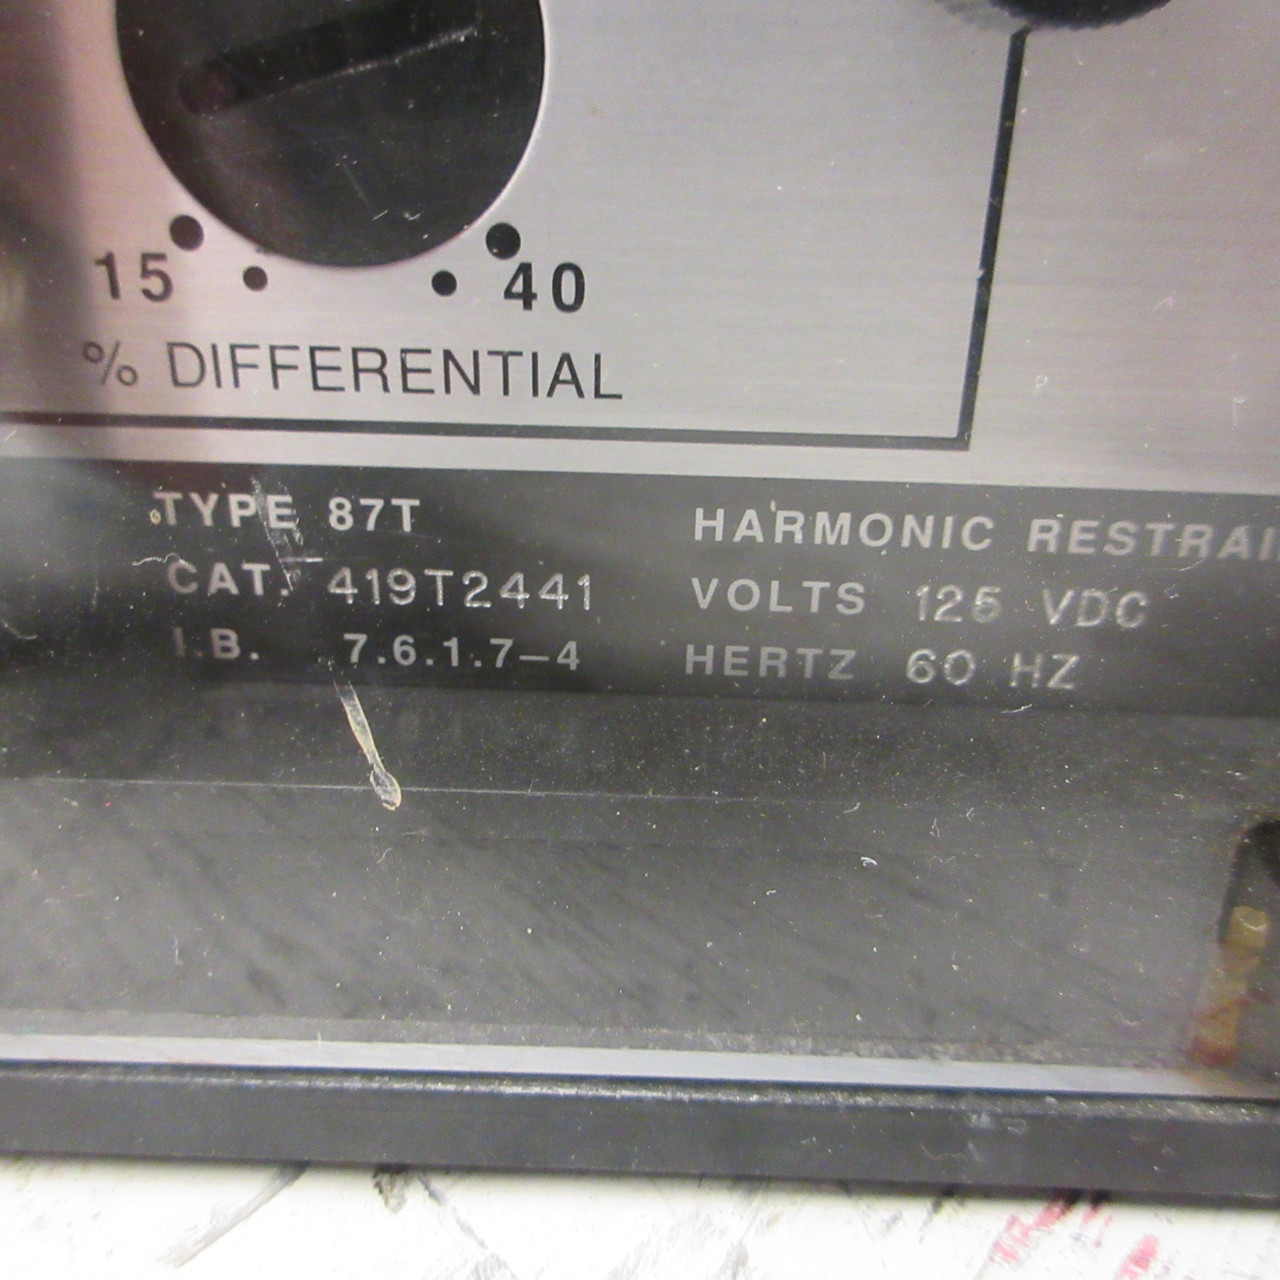 15 40
% DIFFERENTIAL
TYPE 87T
CAT. 419T2441
I.B. 7.6.1.7-4
HARMONIC RESTRAI
VOLTS 125 VDC
HERTZ 60 HZ